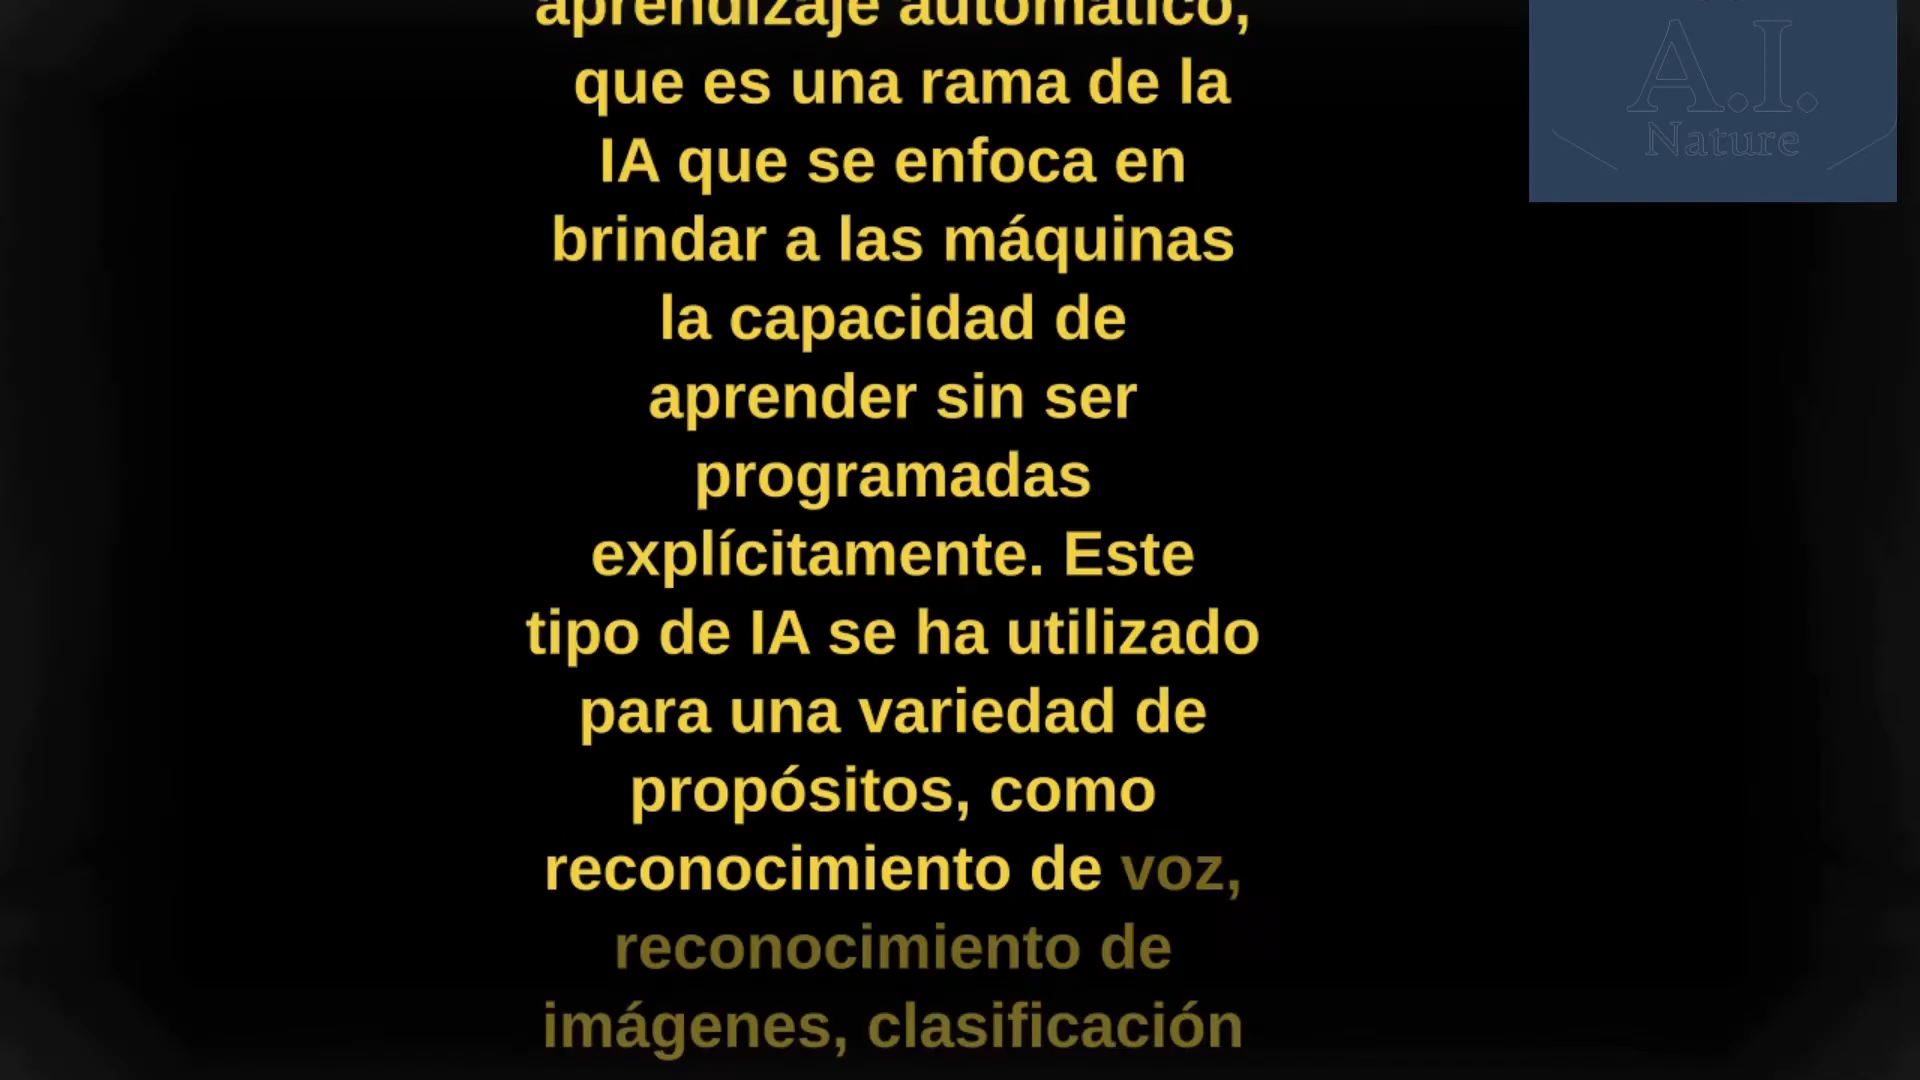 aprendizaje automático,
que es una rama de la
IA que se enfoca en
brindar a las máquinas
la capacidad de
aprender sin ser
programadas
explícitamente. Este
tipo de IA se ha utilizado
para una variedad de
propósitos, como
reconocimiento de voz,
reconocimiento de
imágenes, clasificación
A.I.
Nature